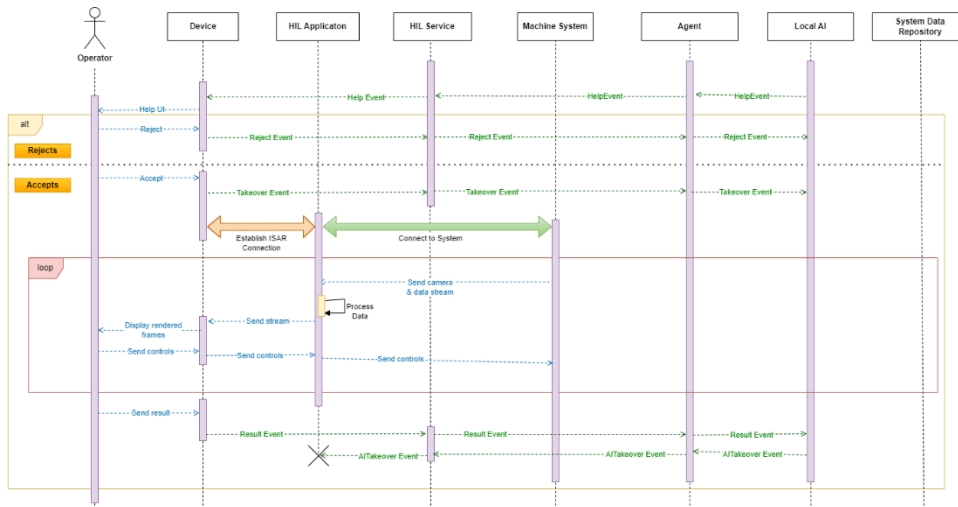 Operator
Device
HIL Applicaton
HIL Service
Machine System
Agent
Local AI
System Data
Repository
Help Event
HelpEvent
HelpEvent
Help UI
alt
Reject
Reject Event
Reject Event
Reject Event
Rejects
Accepts
Accept
Takeover Event
Takeover Event
Takeover Event
Establish ISAR
Connection
Connect to System
loop
Send camera
& data stream
Process
Data
Send stream
Display rendered
frames
Send controls
Send controls
Send controls
Send result
Result Event
Result Event
Result Event
AITakeover Event
AITakeover Event
AITakeover Event